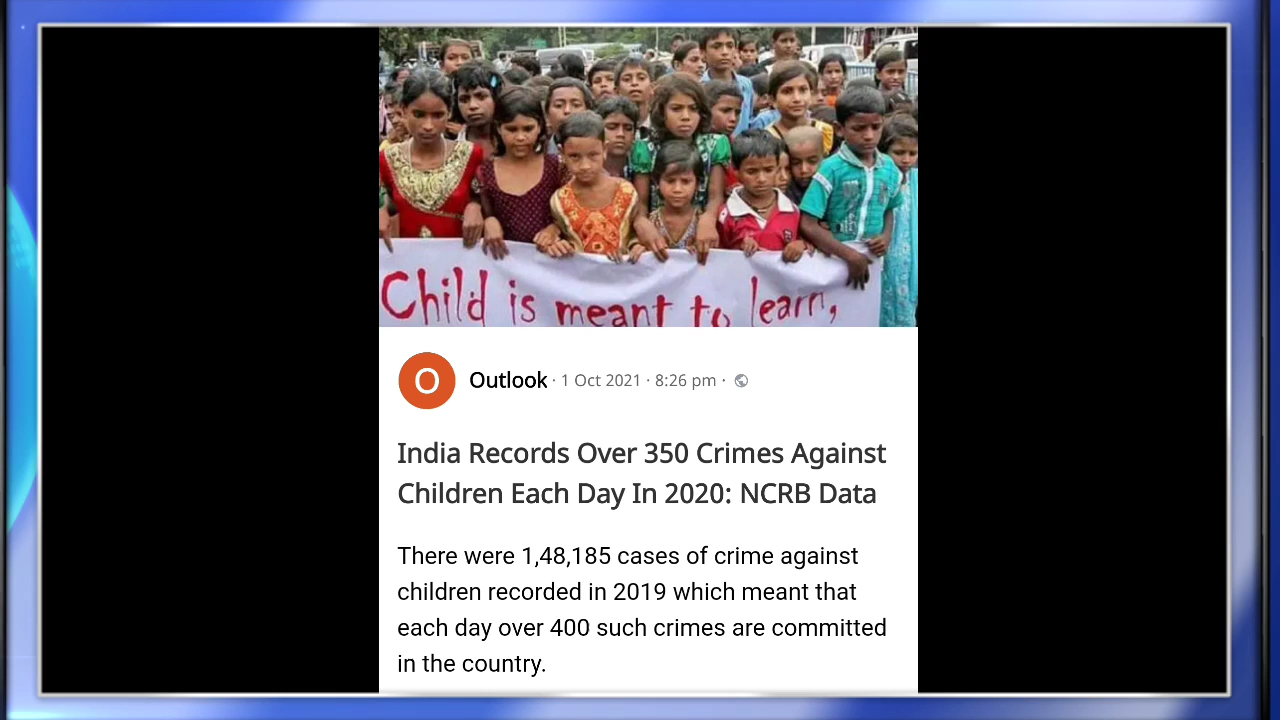 Child is meant to learn,
O
Outlook · 1 Oct 2021 · 8:26 pm ·
India Records Over 350 Crimes Against
Children Each Day In 2020: NCRB Data
There were 1,48,185 cases of crime against
children recorded in 2019 which meant that
each day over 400 such crimes are committed
in the country.